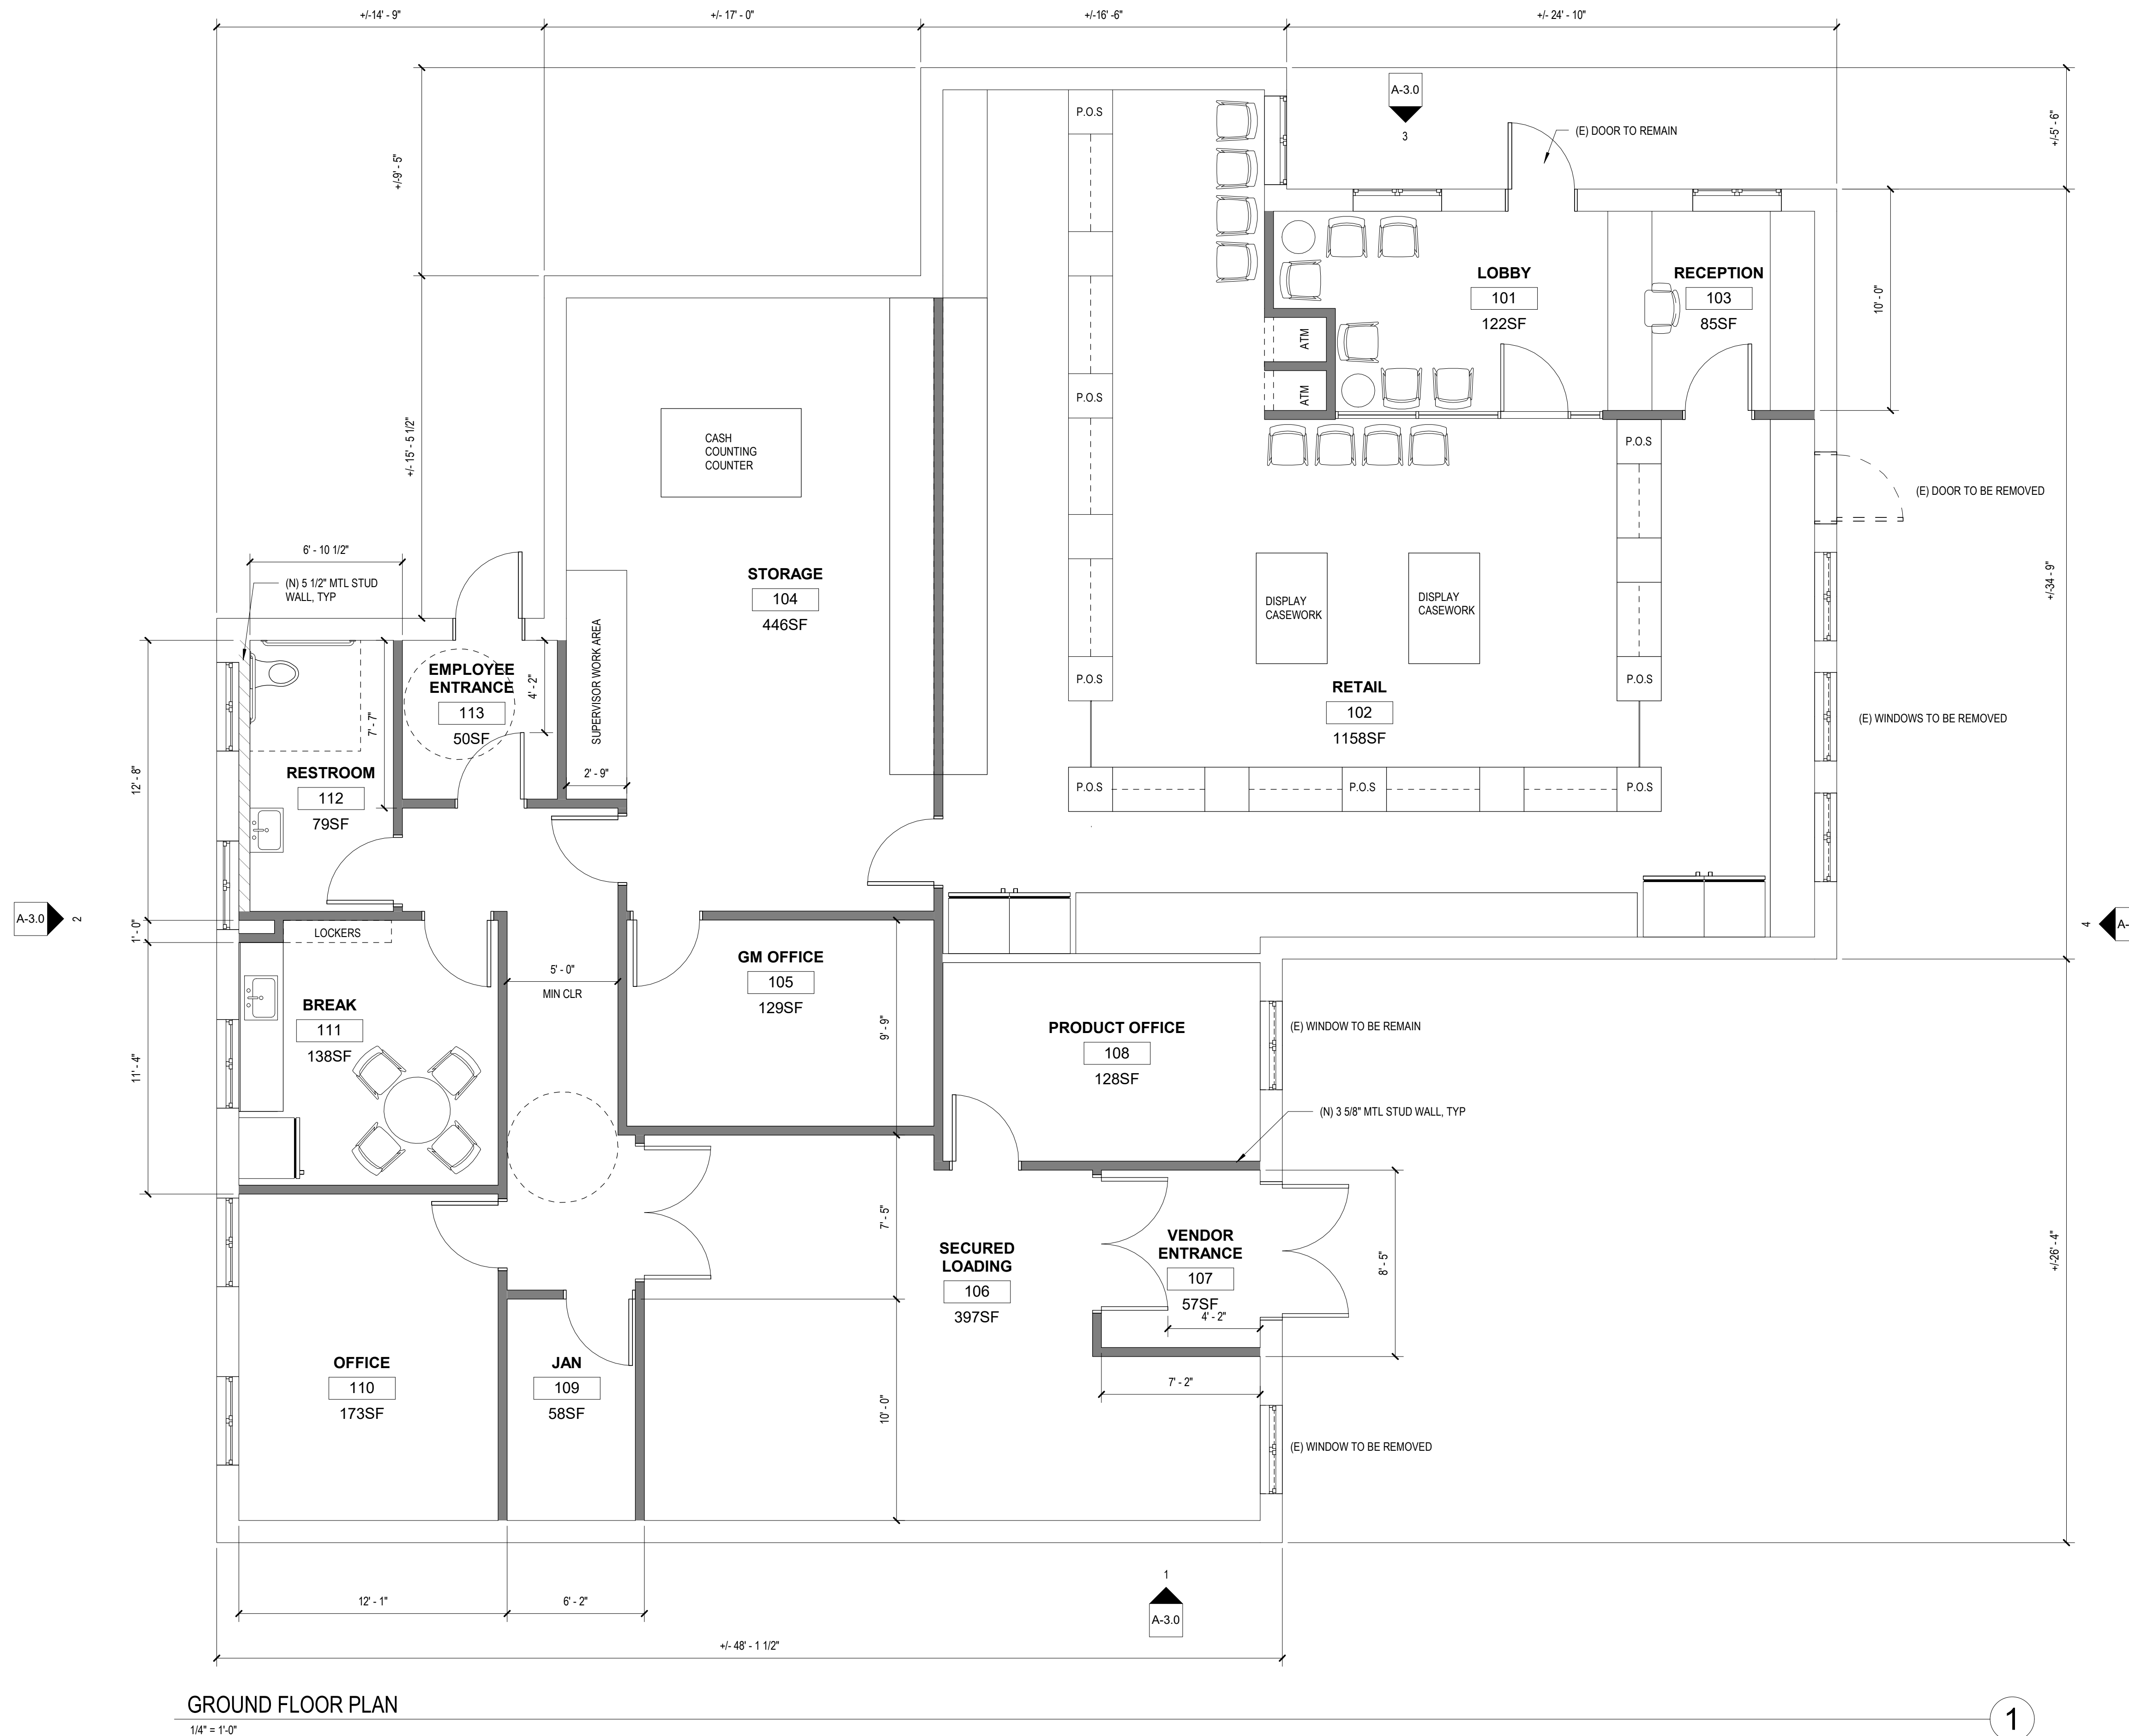 +/-14' - 9"
+/- 17' - 0"
+/-16' -6"
+/- 24' - 10"
A-3.0
3
(E) DOOR TO REMAIN
+/-5' - 6"
P.O.S
+/-9' - 5"
LOBBY
101
122SF
RECEPTION
103
85SF
10' - 0"
ATM
ATM
P.O.S
+/- 15' - 5 1/2"
CASH
COUNTING
COUNTER
P.O.S
(E) DOOR TO BE REMOVED
6' - 10 1/2"
(N) 5 1/2" MTL STUD
WALL, TYP
STORAGE
104
446SF
DISPLAY
CASEWORK
DISPLAY
CASEWORK
+/-34 - 9"
SUPERVISOR WORK AREA
EMPLOYEE
ENTRANCE
113
50SF
4' - 2"
7' - 7"
P.O.S
P.O.S
RETAIL
102
1158SF
(E) WINDOWS TO BE REMOVED
12' - 8"
RESTROOM
112
79SF
2' - 9"
P.O.S
P.O.S
P.O.S
A-3.0
2
1' - 0"
LOCKERS
4
A-
5' - 0"
MIN CLR
GM OFFICE
105
129SF
9' - 9"
BREAK
111
138SF
11' - 4"
PRODUCT OFFICE
108
128SF
(E) WINDOW TO BE REMAIN
(N) 3 5/8" MTL STUD WALL, TYP
7' - 5"
SECURED
LOADING
106
397SF
VENDOR
ENTRANCE
107
57SF
4' - 2"
8' - 5"
+/-26' - 4"
OFFICE
110
173SF
JAN
109
58SF
10' - 0"
7' - 2"
(E) WINDOW TO BE REMOVED
12' - 1"
6' - 2"
1
A-3.0
+/- 48' - 1 1/2"
GROUND FLOOR PLAN
1/4" = 1'-0"
1